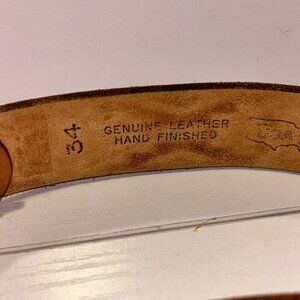 34
GENUINE LEATHER
HAND FINISHED
USA